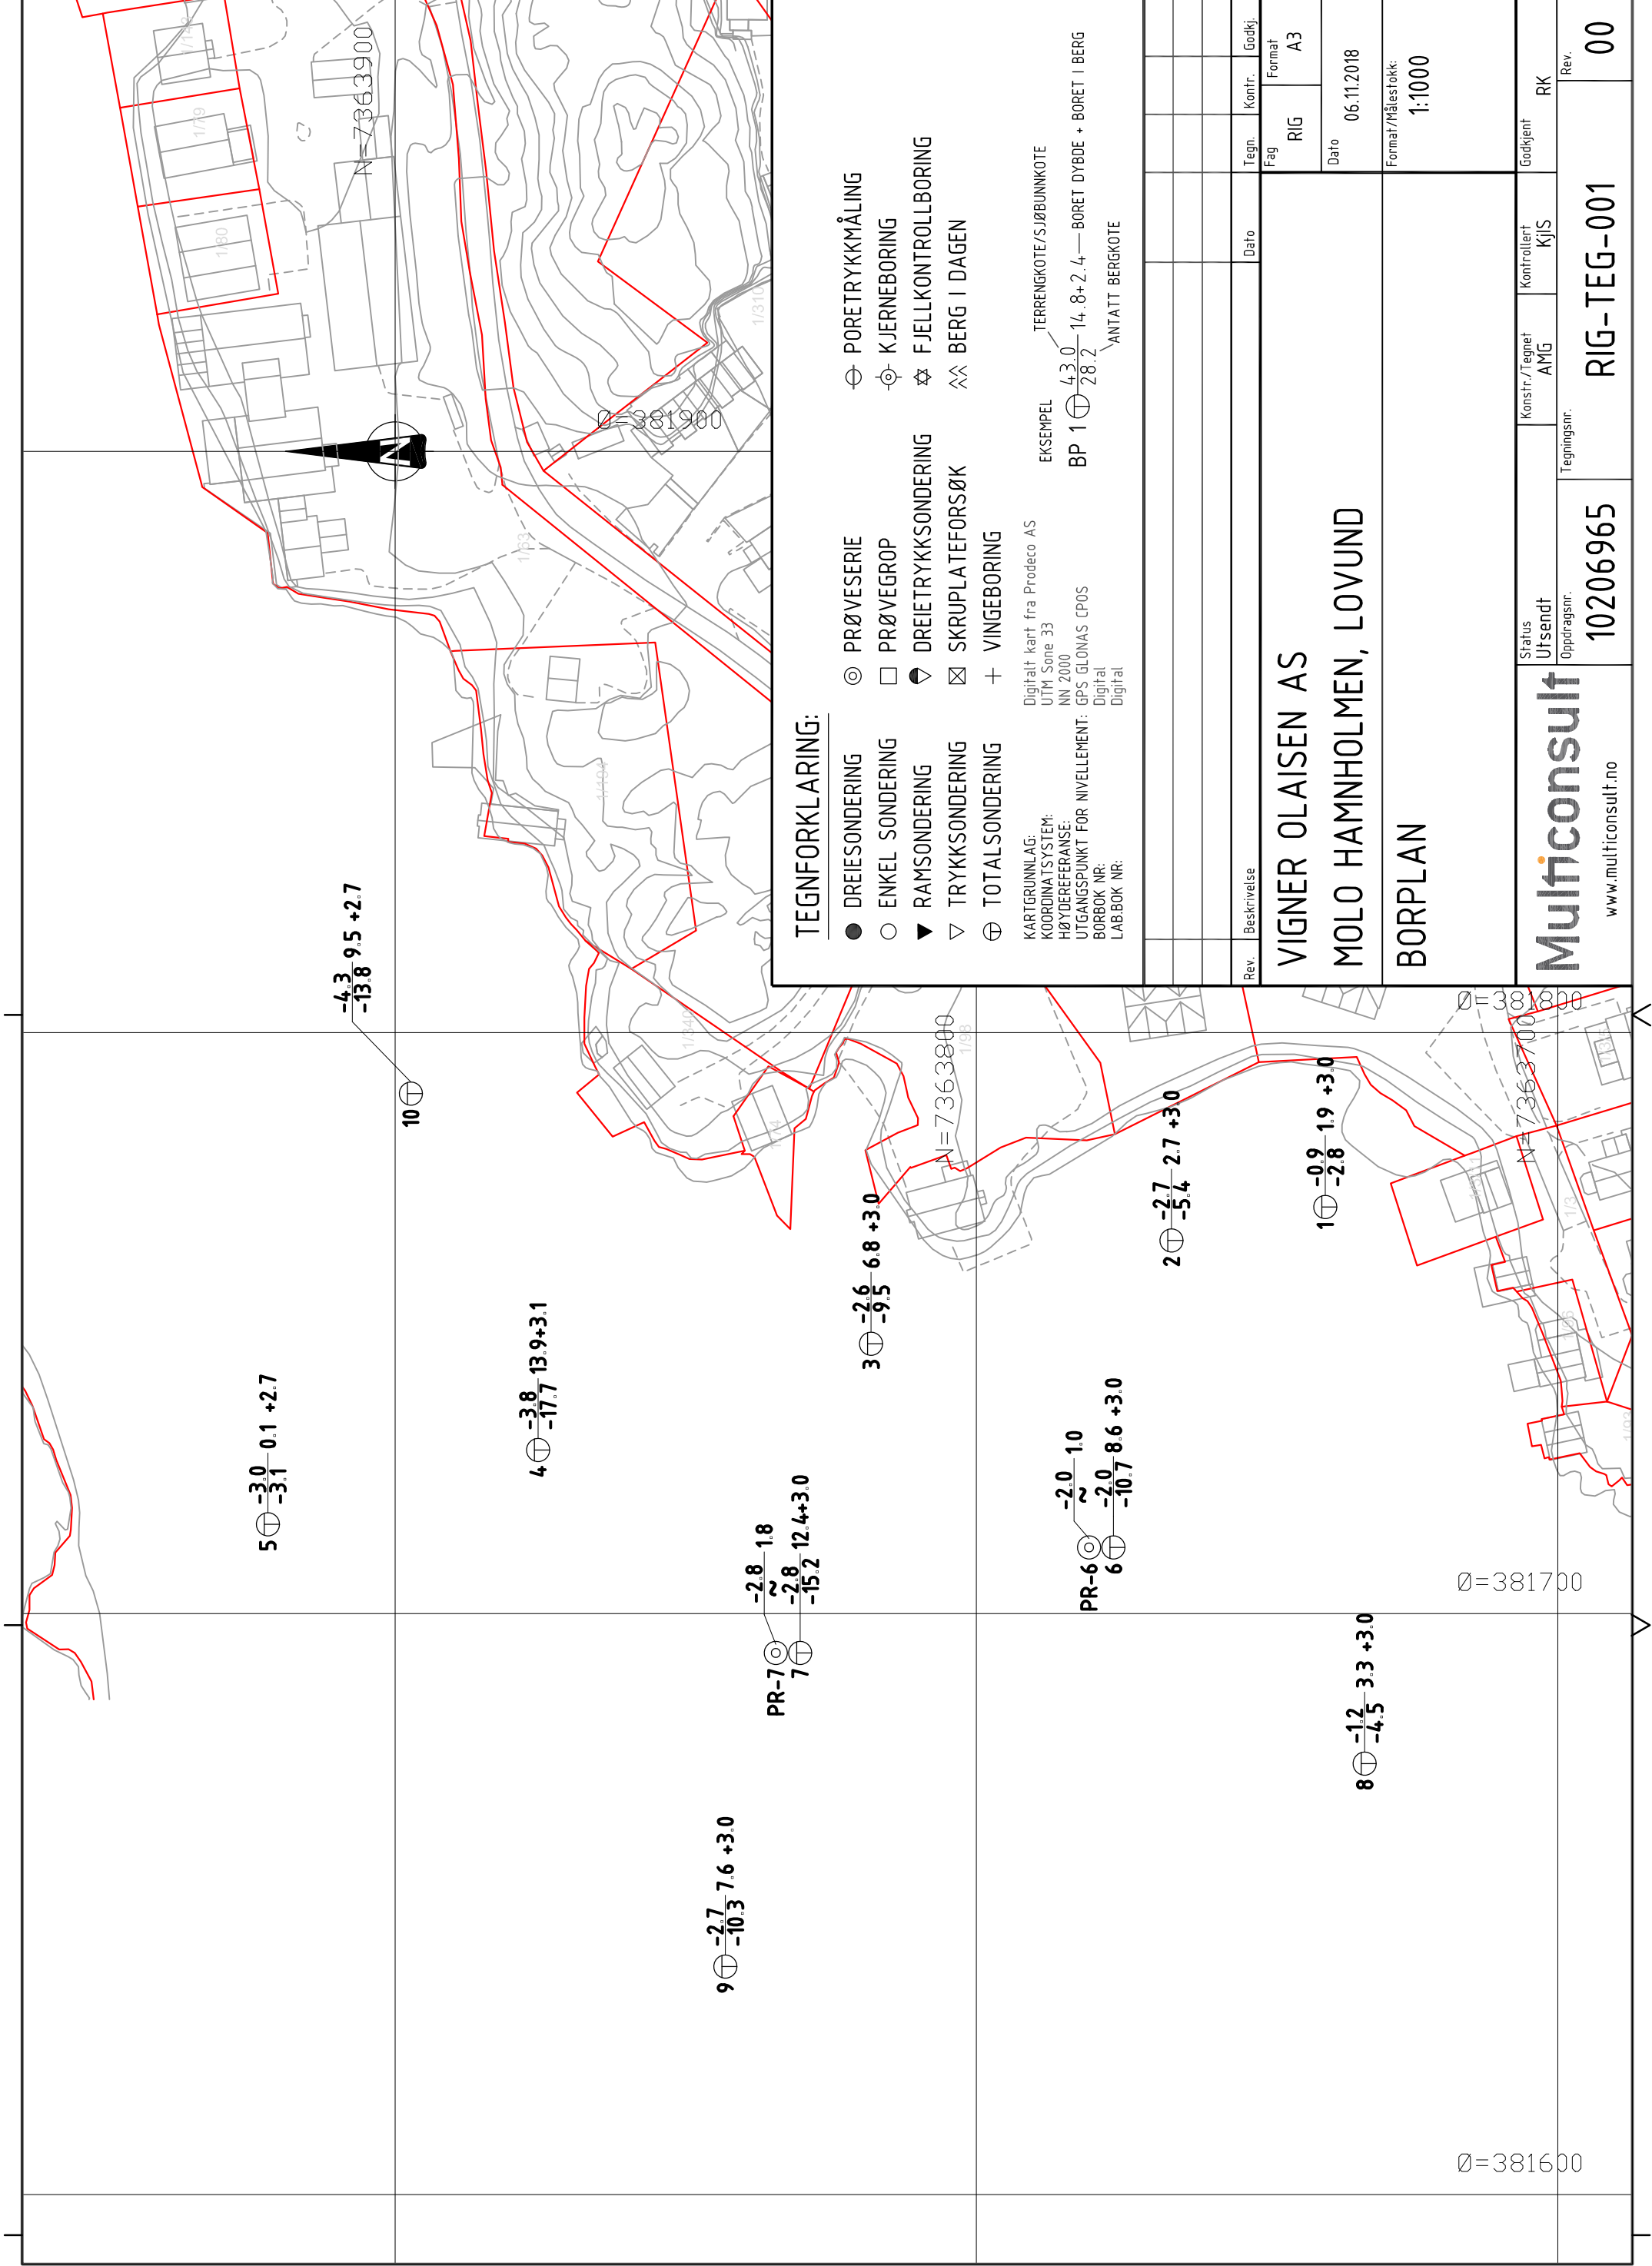 N=7363900
1/79
1/80
1/63
Ø=381900
1/310
10 -4.3 9.5 +2.7
-13.8
5 -3.0 0.1 +2.7
-3.1
4 -3.8 13.9+3.1
-17.7
3 -2.6 6.8 +3.0
-9.5
PR-7 -2.8 1.8
~
7 -2.8 12.4+3.0
-15.2
9 -2.7 7.6 +3.0
-10.3
N=7363800
1/98
PR-6 -2.0 1.0
~
6 -2.0 8.6 +3.0
-10.7
2 -2.7 2.7 +3.0
-5.4
1 -0.9 1.9 +3.0
-2.8
8 -1.2 3.3 +3.0
-4.5
Ø=381800
N=7363700
Ø=381700
Ø=381600
TEGNFORKLARING:
DREIESONDERING
ENKEL SONDERING
RAMSONDERING
TRYKKSONDERING
TOTALSONDERING
PRØVESERIE
PRØVEGROP
DREIETRYKKSONDERING
SKRUPLATEFORSØK
VINGEBORING
PORETRYKKMÅLING
KJERNEBORING
FJELLKONTROLLBORING
BERG I DAGEN
KARTGRUNNLAG: Digitalt kart fra Prodeco AS
KOORDINATSYSTEM: UTM Sone 33
HØYDEREFERANSE: NN 2000
UTGANGSPUNKT FOR NIVELLEMENT: GPS GLONAS CPOS
BORBOK NR: Digital
LAB.BOK NR: Digital
EKSEMPEL
TERRENGKOTE/SJØBUNNKOTE
BP 1 43.0 14.8+2.4 BORET DYBDE + BORET I BERG
28.2
ANTATT BERGKOTE
Rev. Beskrivelse Dato Tegn. Kontr. Godkj.
VIGNER OLAISEN AS
MOLO HAMNHOLMEN, LOVUND
BORPLAN
Fag
RIG
Format
A3
Dato
06.11.2018
Format/Målestokk:
1:1000
Multiconsult
www.multiconsult.no
Status
Utsendt
Konstr./Tegnet
AMG
Kontrollert
KjIS
Godkjent
RK
Oppdragsnr.
10206965
Tegningsnr.
RIG-TEG-001
Rev.
00